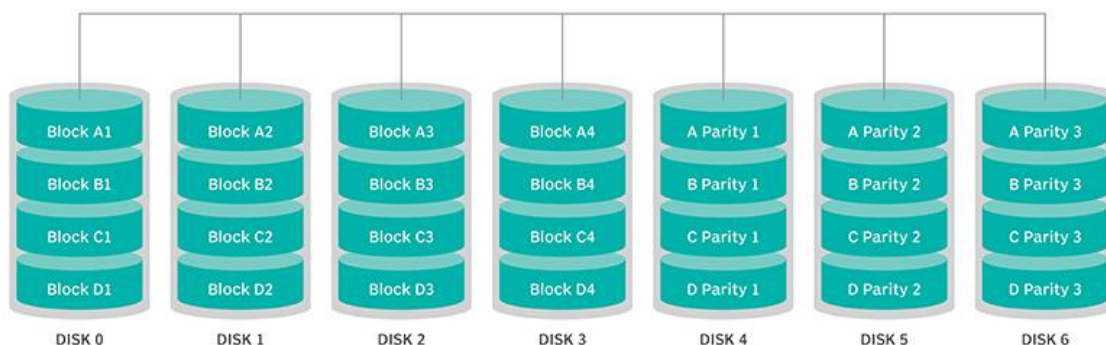 Block A1 Block A2 Block A3 Block A4 A Parity 1 A Parity 2 A Parity 3
Block B1 Block B2 Block B3 Block B4 B Parity 1 B Parity 2 B Parity 3
Block C1 Block C2 Block C3 Block C4 C Parity 1 C Parity 2 C Parity 3
Block D1 Block D2 Block D3 Block D4 D Parity 1 D Parity 2 D Parity 3
DISK 0 DISK 1 DISK 2 DISK 3 DISK 4 DISK 5 DISK 6